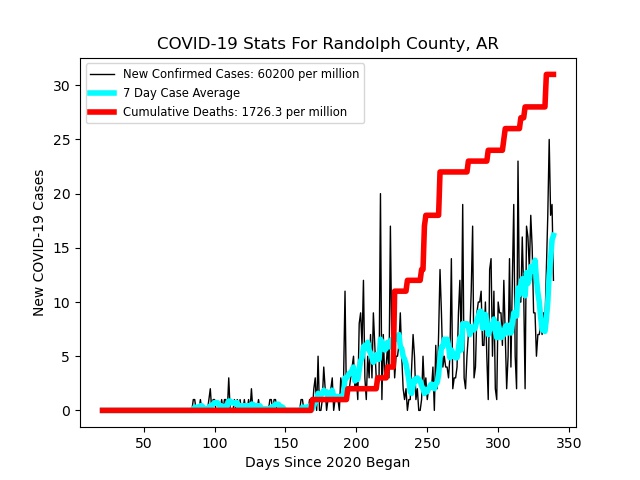 COVID-19 Stats For Randolph County, AR
New Confirmed Cases: 60200 per million
7 Day Case Average
Cumulative Deaths: 1726.3 per million
New COVID-19 Cases
30
25
20
15
10
5
0
50
100
150
200
250
300
350
Days Since 2020 Began